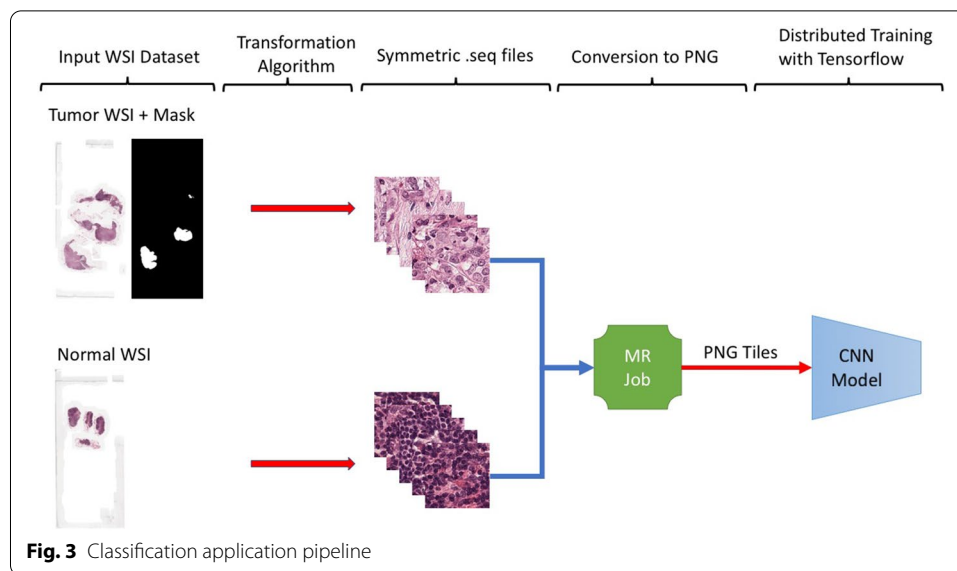 Input WSI Dataset
Transformation
Algorithm
Symmetric .seq files
Conversion to PNG
Distributed Training
with Tensorflow
Tumor WSI + Mask
Normal WSI
MR
Job
PNG Tiles
CNN
Model
Fig. 3 Classification application pipeline